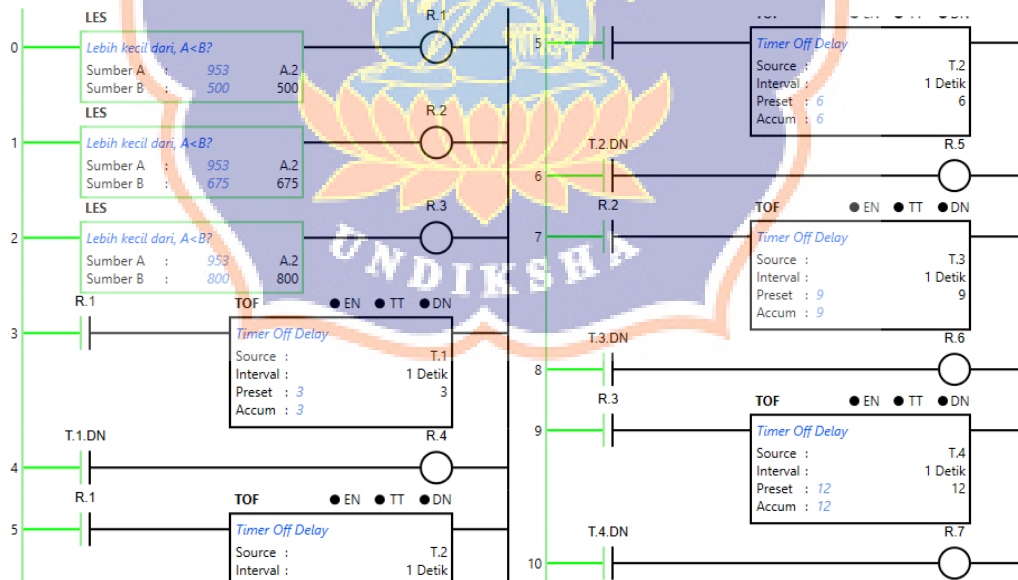 LES
R.1
0
Lebih kecil dari, A<B?
Sumber A : 953 A.2
Sumber B : 500 500
LES
R.2
1
Lebih kecil dari, A<B?
Sumber A : 953 A.2
Sumber B : 675 675
LES
R.3
2
Lebih kecil dari, A<B?
Sumber A : 953 A.2
Sumber B : 800 800
R.1
TOF ● EN ● TT ● DN
3
Timer Off Delay
Source : T.1
Interval : 1 Detik
Preset : 3 3
Accum : 3
T.1.DN
R.4
4
R.1
TOF ● EN ● TT ● DN
5
Timer Off Delay
Source : T.2
Interval : 1 Detik
5
Timer Off Delay
Source : T.2
Interval : 1 Detik
Preset : 6 6
Accum : 6
T.2.DN
R.5
6
R.2
TOF ● EN ● TT ● DN
7
Timer Off Delay
Source : T.3
Interval : 1 Detik
Preset : 9 9
Accum : 9
T.3.DN
R.6
8
R.3
TOF ● EN ● TT ● DN
9
Timer Off Delay
Source : T.4
Interval : 1 Detik
Preset : 12 12
Accum : 12
T.4.DN
R.7
10
UNDIKSHA